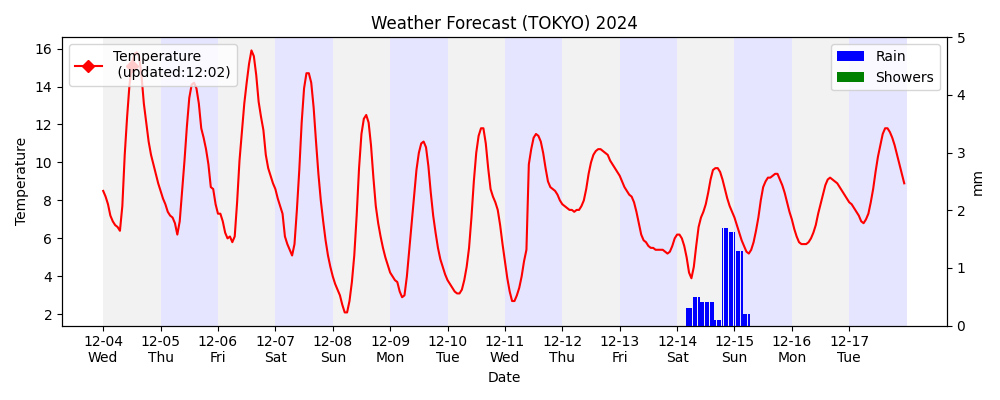 Weather Forecast (TOKYO) 2024
Temperature
(updated:12:02)
Rain
Showers
Temperature
16
14
12
10
8
6
4
2
5
4
3
2
1
0
mm
12-04 12-05 12-06 12-07 12-08 12-09 12-10 12-11 12-12 12-13 12-14 12-15 12-16 12-17
Wed Thu Fri Sat Sun Mon Tue Wed Thu Fri Sat Sun Mon Tue
Date